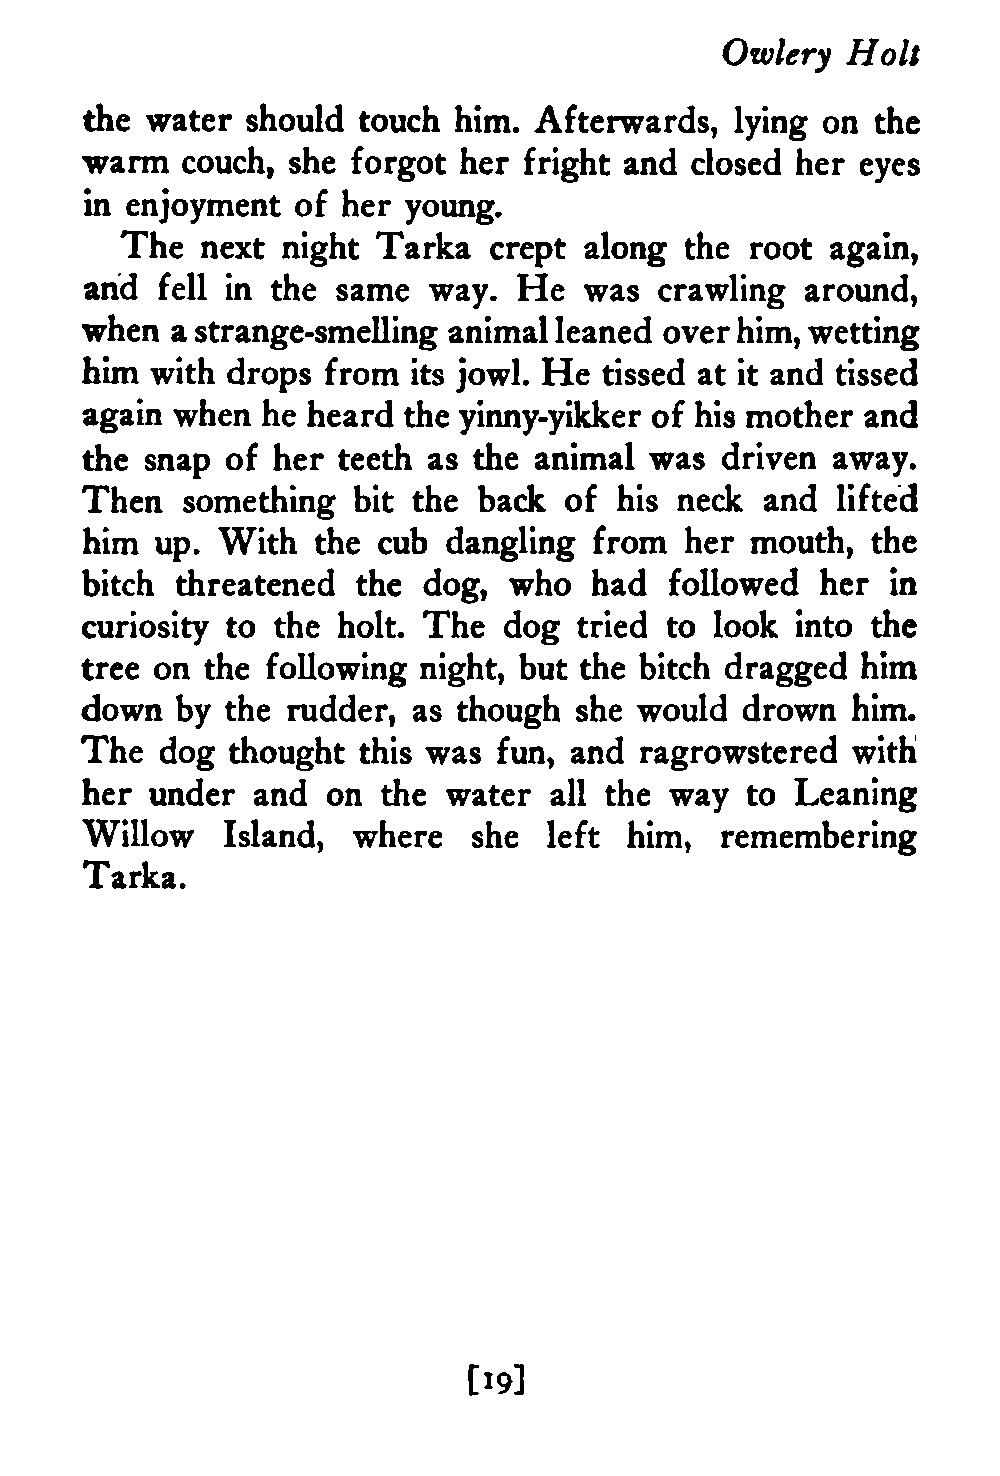 Owlery Holt
the water should touch him. Afterwards, lying on the
warm couch, she forgot her fright and closed her eyes
in enjoyment of her young.
The next night Tarka crept along the root again,
and fell in the same way. He was crawling around,
when a strange-smelling animal leaned over him, wetting
him with drops from its jowl. He tissed at it and tissed
again when he heard the yinny-yikker of his mother and
the snap of her teeth as the animal was driven away.
Then something bit the back of his neck and lifted
him up. With the cub dangling from her mouth, the
bitch threatened the dog, who had followed her in
curiosity to the holt. The dog tried to look into the
tree on the following night, but the bitch dragged him
down by the rudder, as though she would drown him.
The dog thought this was fun, and ragrowstered with
her under and on the water all the way to Leaning
Willow Island, where she left him, remembering
Tarka.
[19]